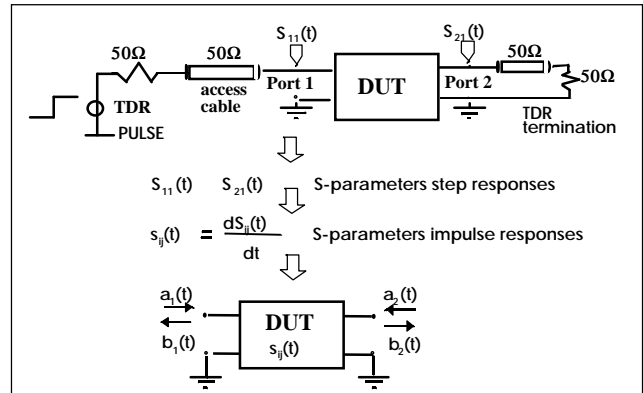 S11(t) S21(t)
50Ω 50Ω 50Ω
50Ω
TDR access cable Port 1 DUT Port 2
PULSE TDR termination
S11(t) S21(t) S-parameters step responses
sij(t) = dSij(t) / dt S-parameters impulse responses
a1(t) a2(t)
DUT
b1(t) sij(t) b2(t)